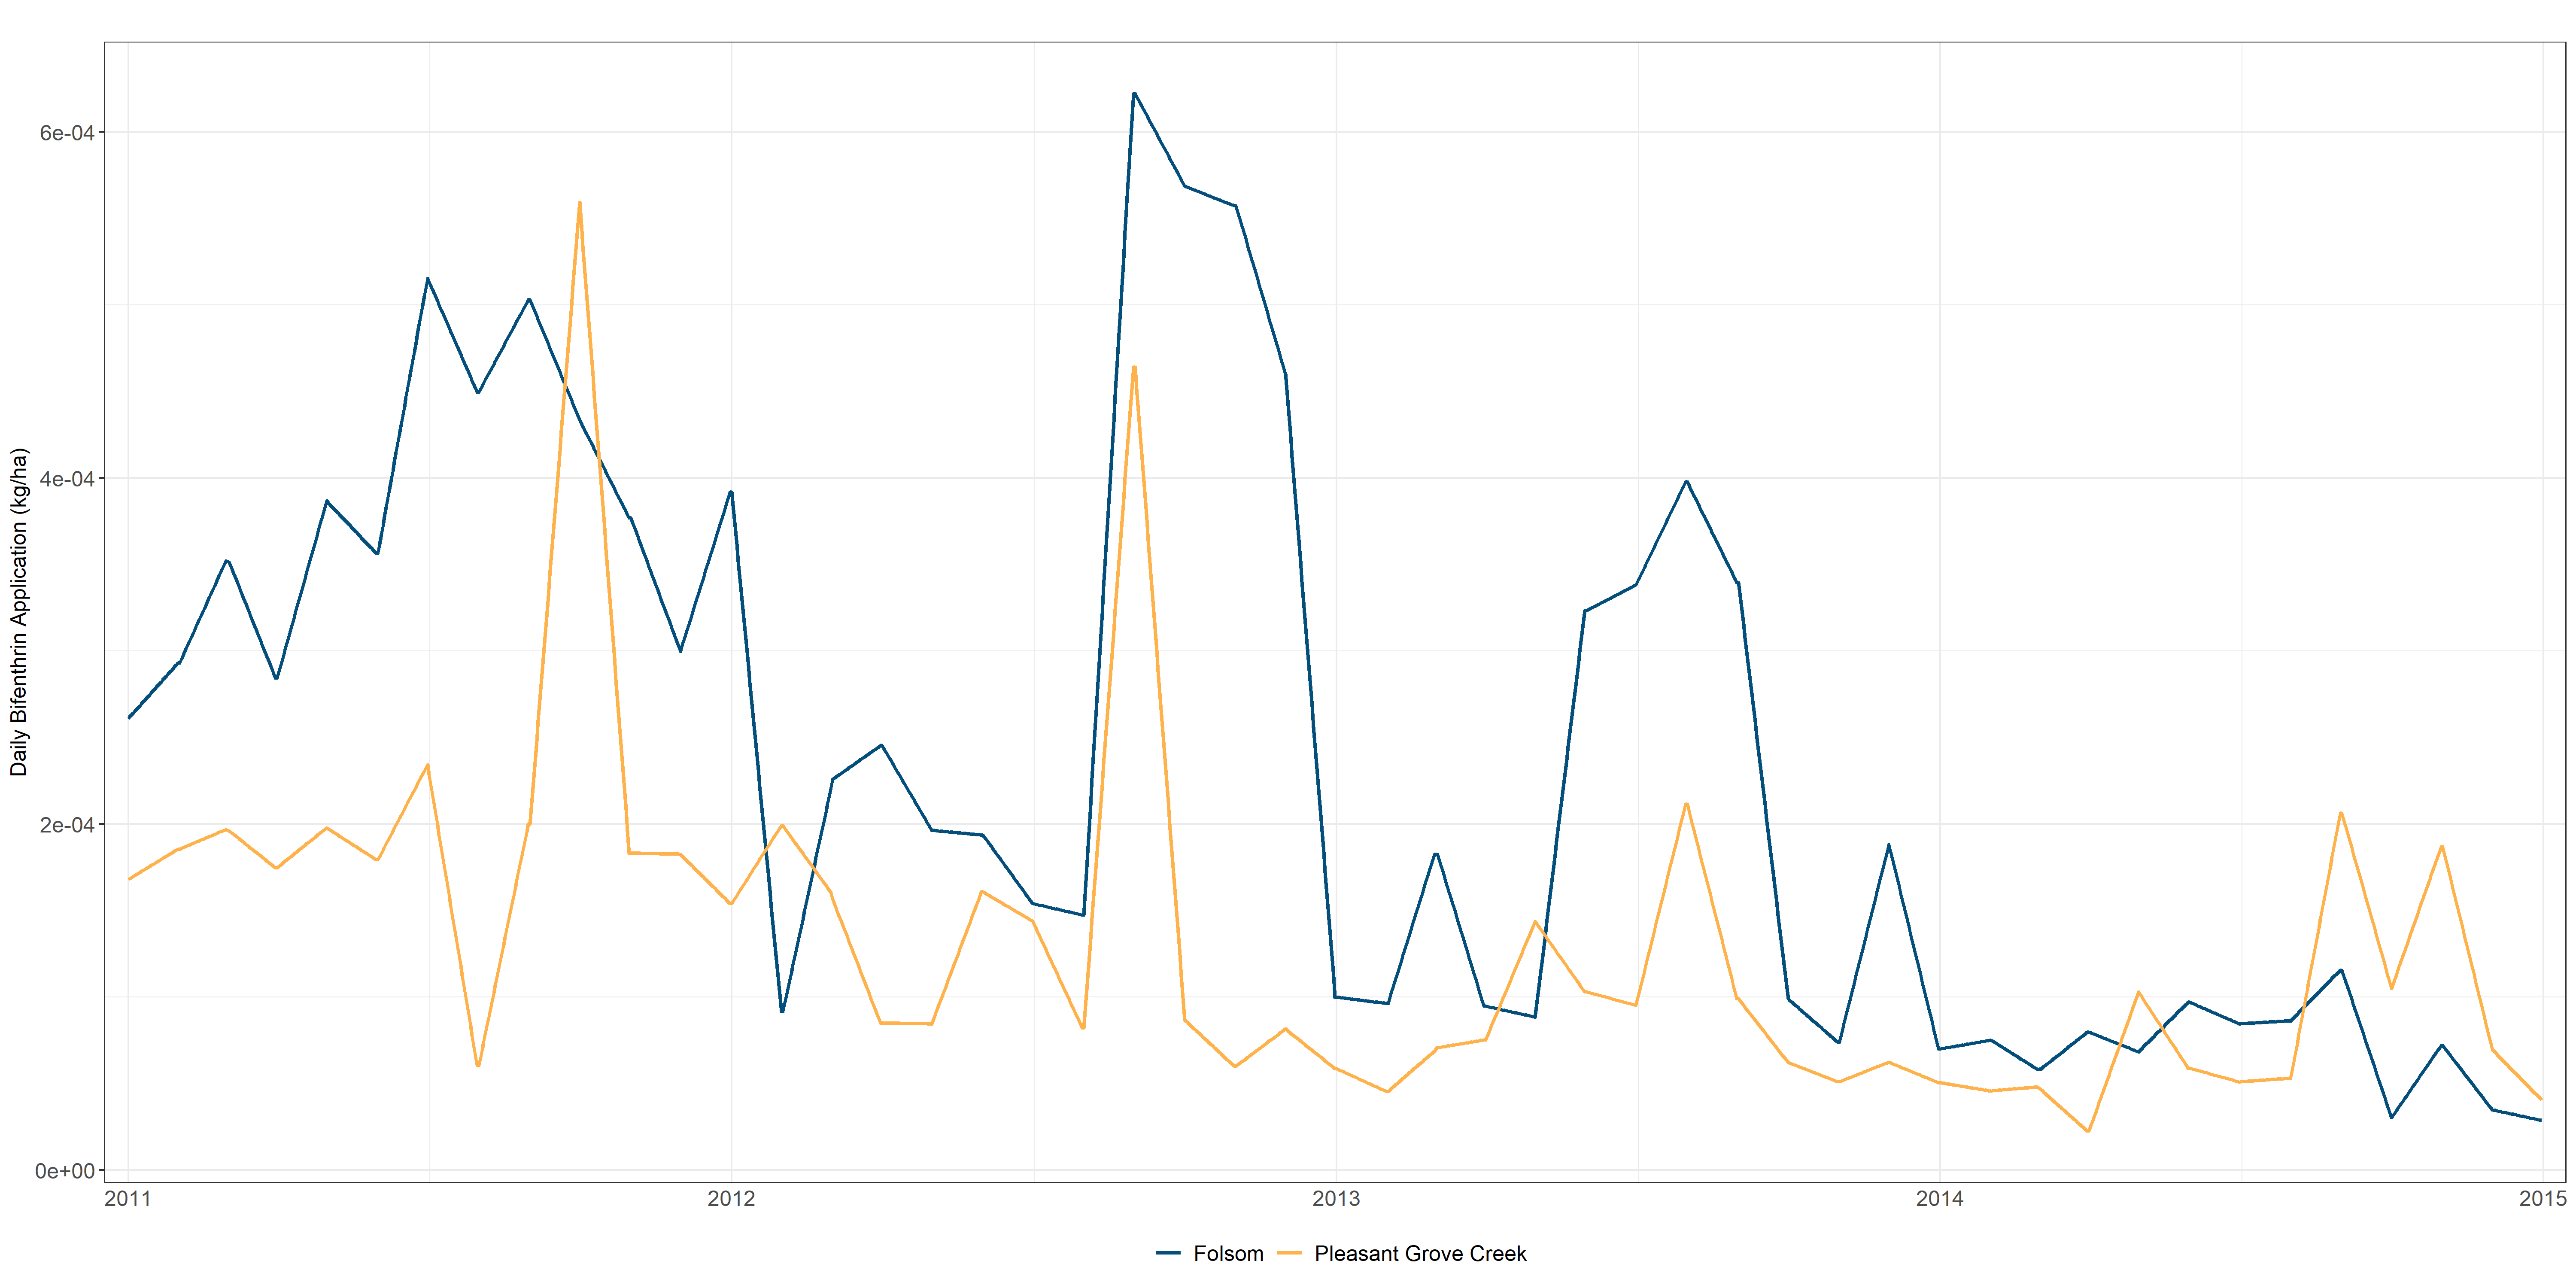 Daily Bifenthrin Application (kg/ha)
6e-04
4e-04
2e-04
0e+00
2011 2012 2013 2014 2015
Folsom Pleasant Grove Creek